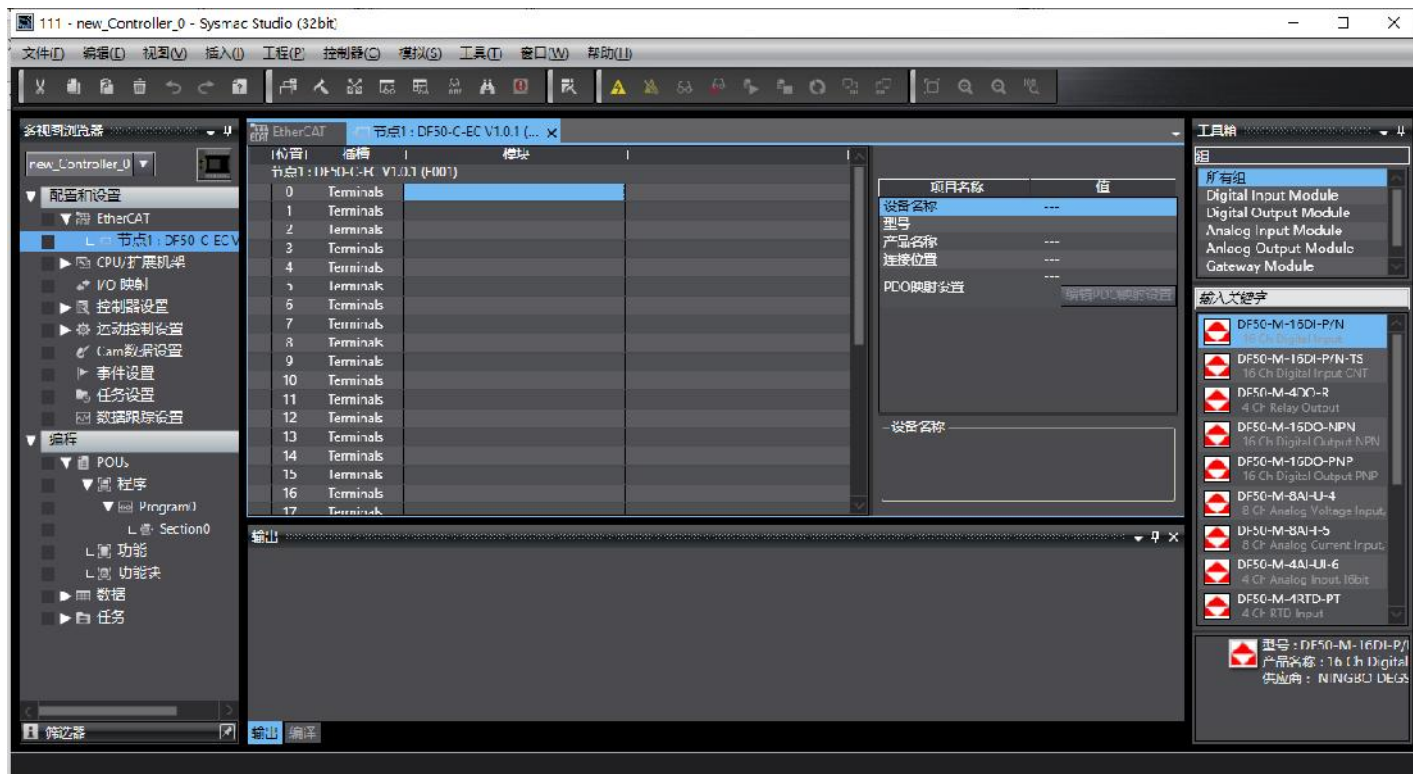 111 - new_Controller_0 - Sysmac Studio (32bit)
文件(F) 编辑(E) 视图(V) 插入(I) 工程(P) 控制器(C) 模拟(S) 工具(T) 窗口(W) 帮助(H)
多视图浏览器
new_Controller_0
配置和设置
EtherCAT
节点1 : DF50-C-EC V
CPU/扩展机架
I/O 映射
控制器设置
运动控制设置
Cam数据设置
事件设置
任务设置
数据跟踪设置
编程
POUs
程序
Program0
Section0
功能
功能块
数据
任务
筛选器
EtherCAT
节点1 : DF50-C-EC V1.0.1 (...
位置 插槽 模块
节点1 : DF50-C-EC V1.0.1 (E001)
0 Terminals
1 Terminals
2 Terminals
3 Terminals
4 Terminals
5 Terminals
6 Terminals
7 Terminals
8 Terminals
9 Terminals
10 Terminals
11 Terminals
12 Terminals
13 Terminals
14 Terminals
15 Terminals
16 Terminals
17 Terminals
项目名称 值
设备名称 ---
型号
产品名称 ---
连接位置 ---
---
PDO映射设置
编辑PDO映射设置
设备名称
输出
输出 编译
工具箱
组
所有组
Digital Input Module
Digital Output Module
Analog Input Module
Anlaog Output Module
Gateway Module
输入关键字
DF50-M-16DI-P/N
16 Ch Digital Input
DF50-M-16DI-P/N-TS
16 Ch Digital Input CNT
DF50-M-4DO-R
4 Ch Relay Output
DF50-M-16DO-NPN
16 Ch Digital Output NPN
DF50-M-16DO-PNP
16 Ch Digital Output PNP
DF50-M-8AI-U-4
8 Ch Analog Voltage Input,
DF50-M-8AI-I-5
8 Ch Analog Current Input,
DF50-M-4AI-UI-6
4 Ch Analog Input, 16bit
DF50-M-4RTD-PT
4 Ch RTD Input
型号 : DF50-M-16DI-P/
产品名称 : 16 Ch Digital
供应商 : NINGBO DEGS